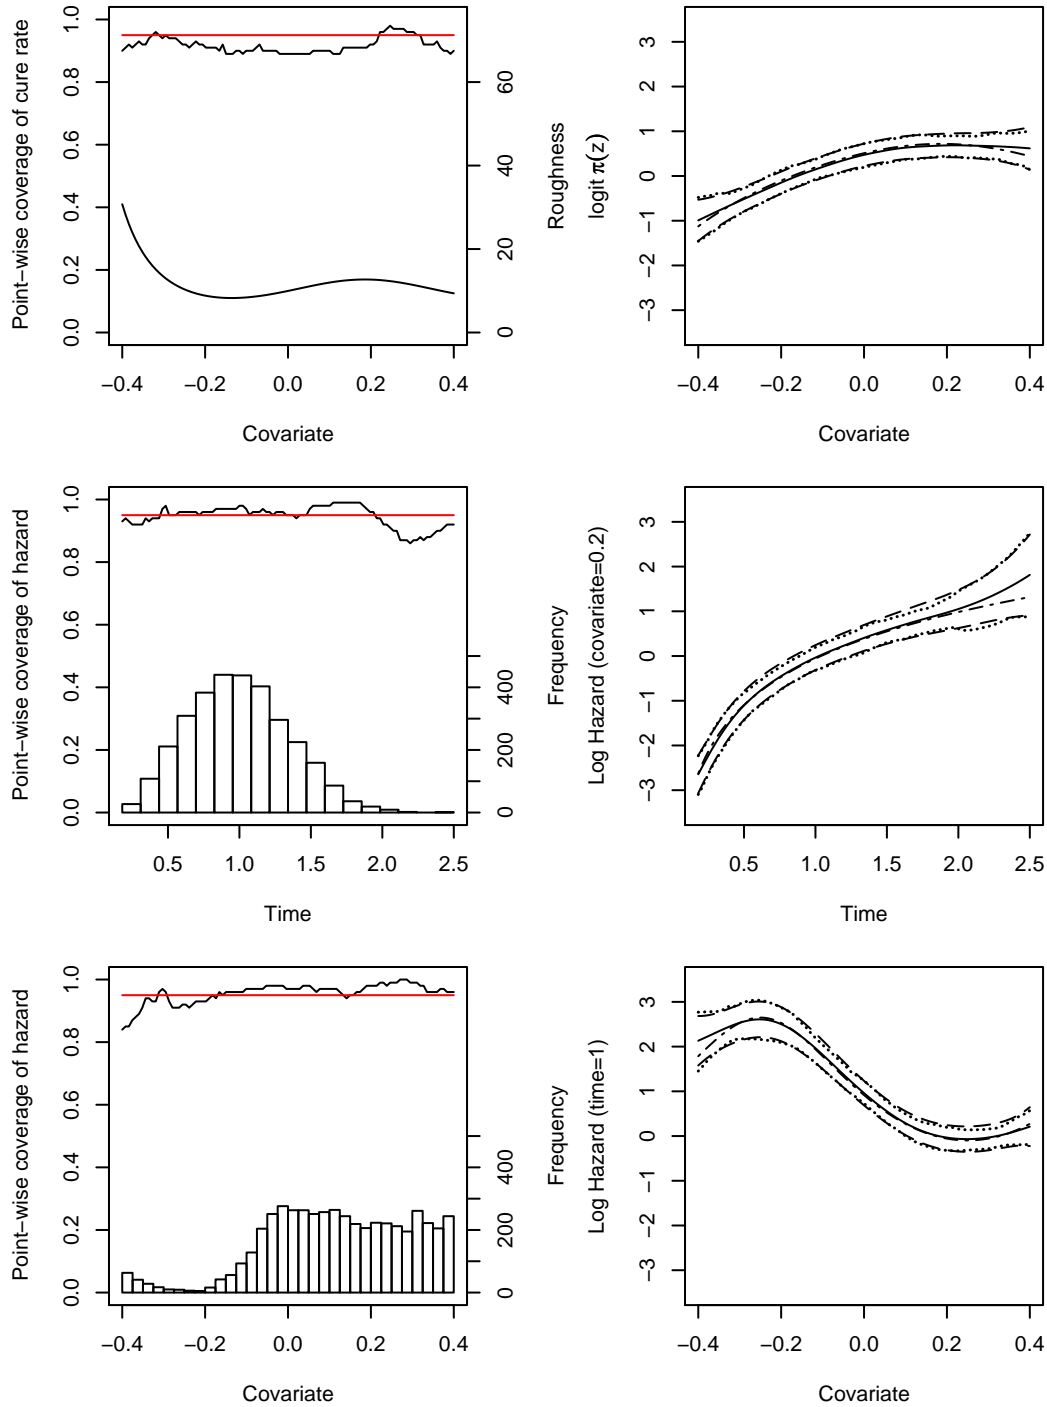 Point−wise coverage of cure rate
1.0
0.8
0.6
0.4
0.2
0.0
60
40
20
0
Roughness
−0.4 −0.2 0.0 0.2 0.4
Covariate
logit π(z)
3
2
1
0
−1
−2
−3
−0.4 −0.2 0.0 0.2 0.4
Covariate
Point−wise coverage of hazard
1.0
0.8
0.6
0.4
0.2
0.0
400
200
0
Frequency
0.5 1.0 1.5 2.0 2.5
Time
Log Hazard (covariate=0.2)
3
2
1
0
−1
−2
−3
0.5 1.0 1.5 2.0 2.5
Time
Point−wise coverage of hazard
1.0
0.8
0.6
0.4
0.2
0.0
400
200
0
Frequency
−0.4 −0.2 0.0 0.2 0.4
Covariate
Log Hazard (time=1)
3
2
1
0
−1
−2
−3
−0.4 −0.2 0.0 0.2 0.4
Covariate